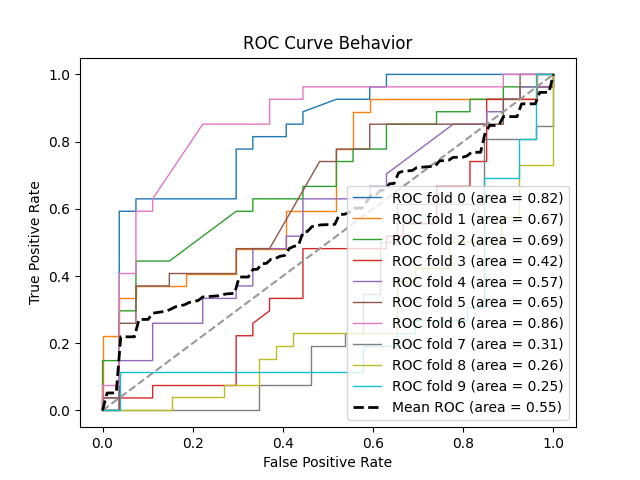 ROC Curve Behavior
True Positive Rate
1.0
0.8
0.6
0.4
0.2
0.0
ROC fold 0 (area = 0.82)
ROC fold 1 (area = 0.67)
ROC fold 2 (area = 0.69)
ROC fold 3 (area = 0.42)
ROC fold 4 (area = 0.57)
ROC fold 5 (area = 0.65)
ROC fold 6 (area = 0.86)
ROC fold 7 (area = 0.31)
ROC fold 8 (area = 0.26)
ROC fold 9 (area = 0.25)
Mean ROC (area = 0.55)
0.0 0.2 0.4 0.6 0.8 1.0
False Positive Rate